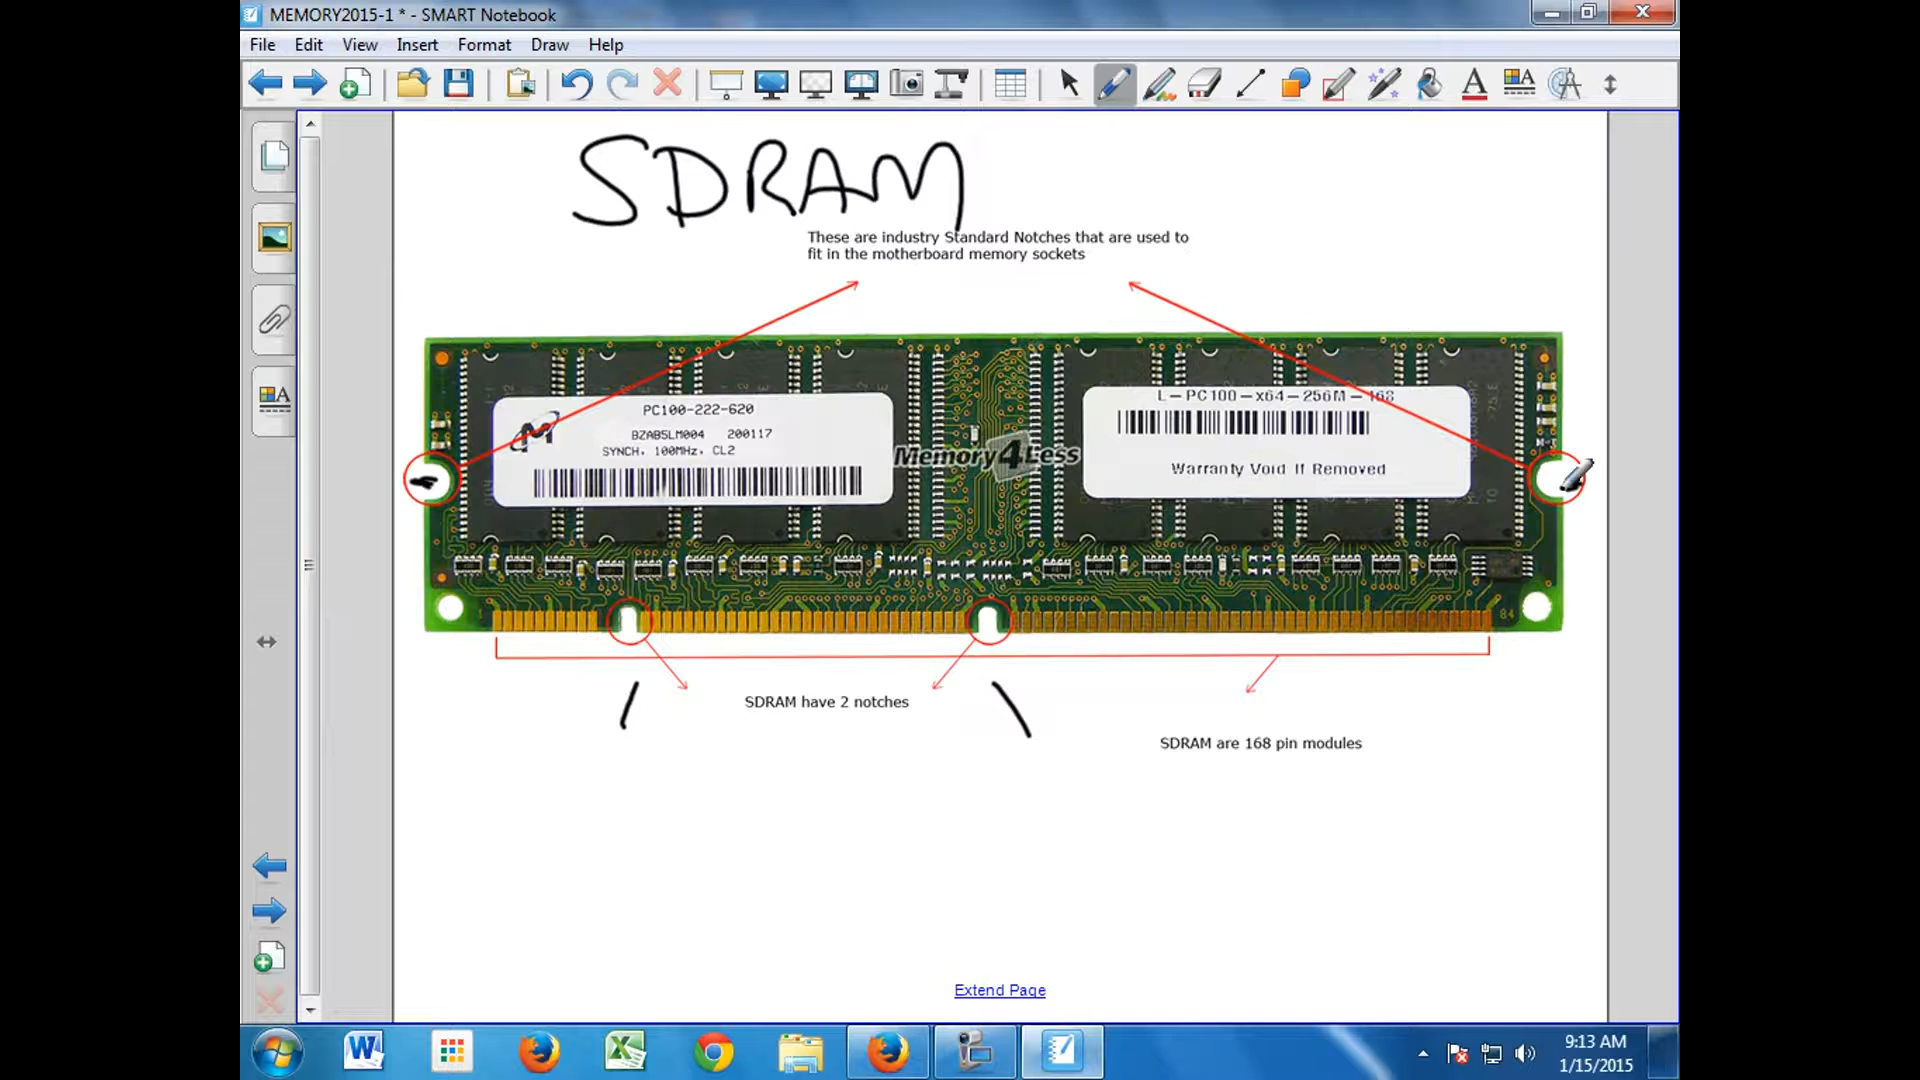 MEMORY2015-1 * - SMART Notebook
File Edit View Insert Format Draw Help
SDRAM
These are industry Standard Notches that are used to
fit in the motherboard memory sockets
PC100-222-620
BZABSLM004 200117
SYNCH, 100MHz, CL2
L-PC100-x64-256M-168
Warranty Void If Removed
Memory4Less
84
SDRAM have 2 notches
SDRAM are 168 pin modules
Extend Page
9:13 AM
1/15/2015